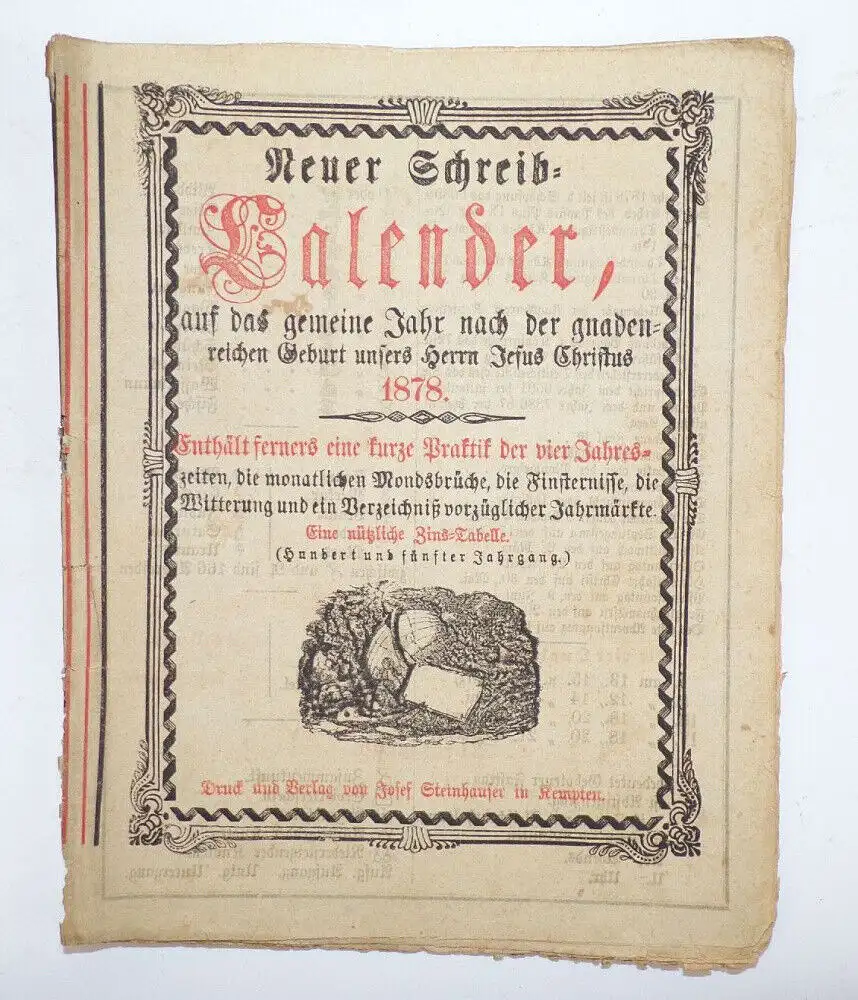 Neuer Schreib-
Calender,
auf das gemeine Jahr nach der gnaden-
reichen Geburt unsers Herrn Jesus Christus
1878.
Enthält ferners eine kurze Praktik der vier Jahres-
zeiten, die monatlichen Mondsbrüche, die Finsternisse, die
Witterung und ein Verzeichniß vorzüglicher Jahrmärkte.
Eine nützliche Zins-Tabelle.
(Hundert und fünfter Jahrgang.)
Druck und Verlag von Josef Steinhauser in Kempten.